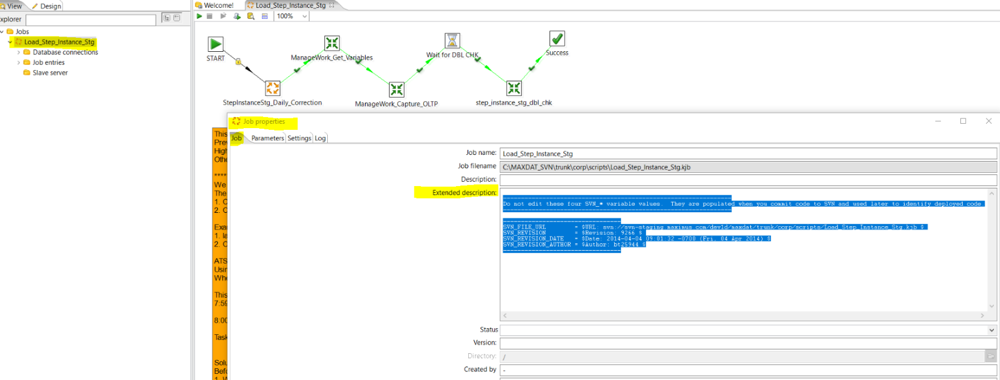 View
Design
xplorer
Jobs
Load_Step_Instance_Stg
Database connections
Job entries
Slave server
Welcome!
Load_Step_Instance_Stg
100%
START
ManageWork_Get_Variables
Wait for DBL CHK
Success
StepInstanceStg_Daily_Correction
ManageWork_Capture_OLTP
step_instance_stg_dbl_chk
This
Prev
High
Othe
****
We
The
1. C
2. C
Exa
1. la
2. C
ATS
Usin
Whe
This
7:59
8:00
Task
Solu
Befo
Job properties
Job
Parameters
Settings
Log
Job name:
Load_Step_Instance_Stg
Job filename
C:\MAXDAT_SVN\trunk\corp\scripts\Load_Step_Instance_Stg.kjb
Description:
Extended description:
Do not edit these four SVN_* variable values.  They are populated when you commit code to SVN and used later to identify deployed code
SVN_FILE_URL        = $URL: svn://svn-staging.maximus.com/dev1d/maxdat/trunk/corp/scripts/Load_Step_Instance_Stg.kjb $
SVN_REVISION        = $Revision: 9266 $
SVN_REVISION_DATE   = $Date: 2014-04-04 09:01:32 -0700 (Fri, 04 Apr 2014) $
SVN_REVISION_AUTHOR = $Author: bt25944 $
Status
Version:
Directory:
/
Created by
-